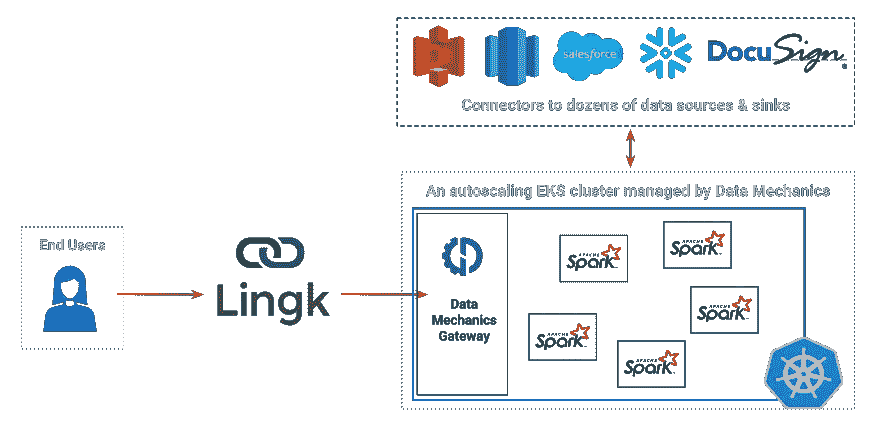 salesforce
DocuSign
Connectors to dozens of data sources & sinks
An autoscaling EKS cluster managed by Data Mechanics
End Users
Lingk
Data
Mechanics
Gateway
APACHE
Spark
APACHE
Spark
APACHE
Spark
APACHE
Spark
APACHE
Spark